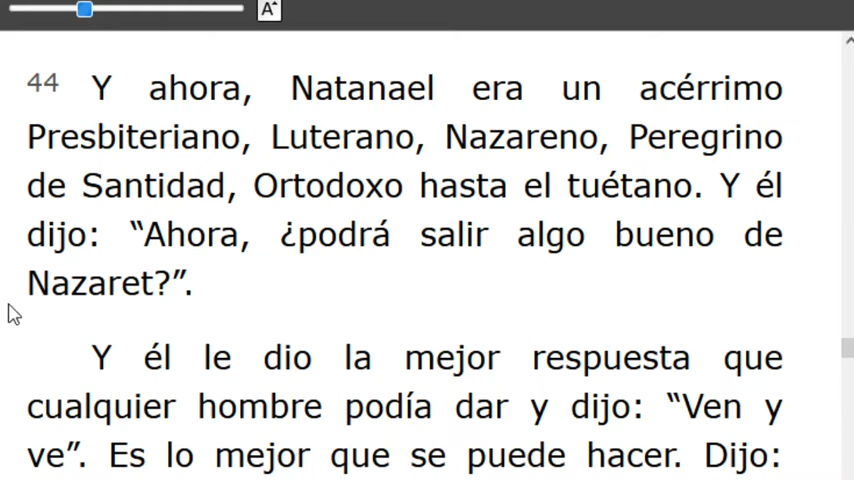 A
44 Y ahora, Natanael era un acérrimo
Presbiteriano, Luterano, Nazareno, Peregrino
de Santidad, Ortodoxo hasta el tuétano. Y él
dijo: “Ahora, ¿podrá salir algo bueno de
Nazaret?”.
Y él le dio la mejor respuesta que
cualquier hombre podía dar y dijo: “Ven y
ve”. Es lo mejor que se puede hacer. Dijo: